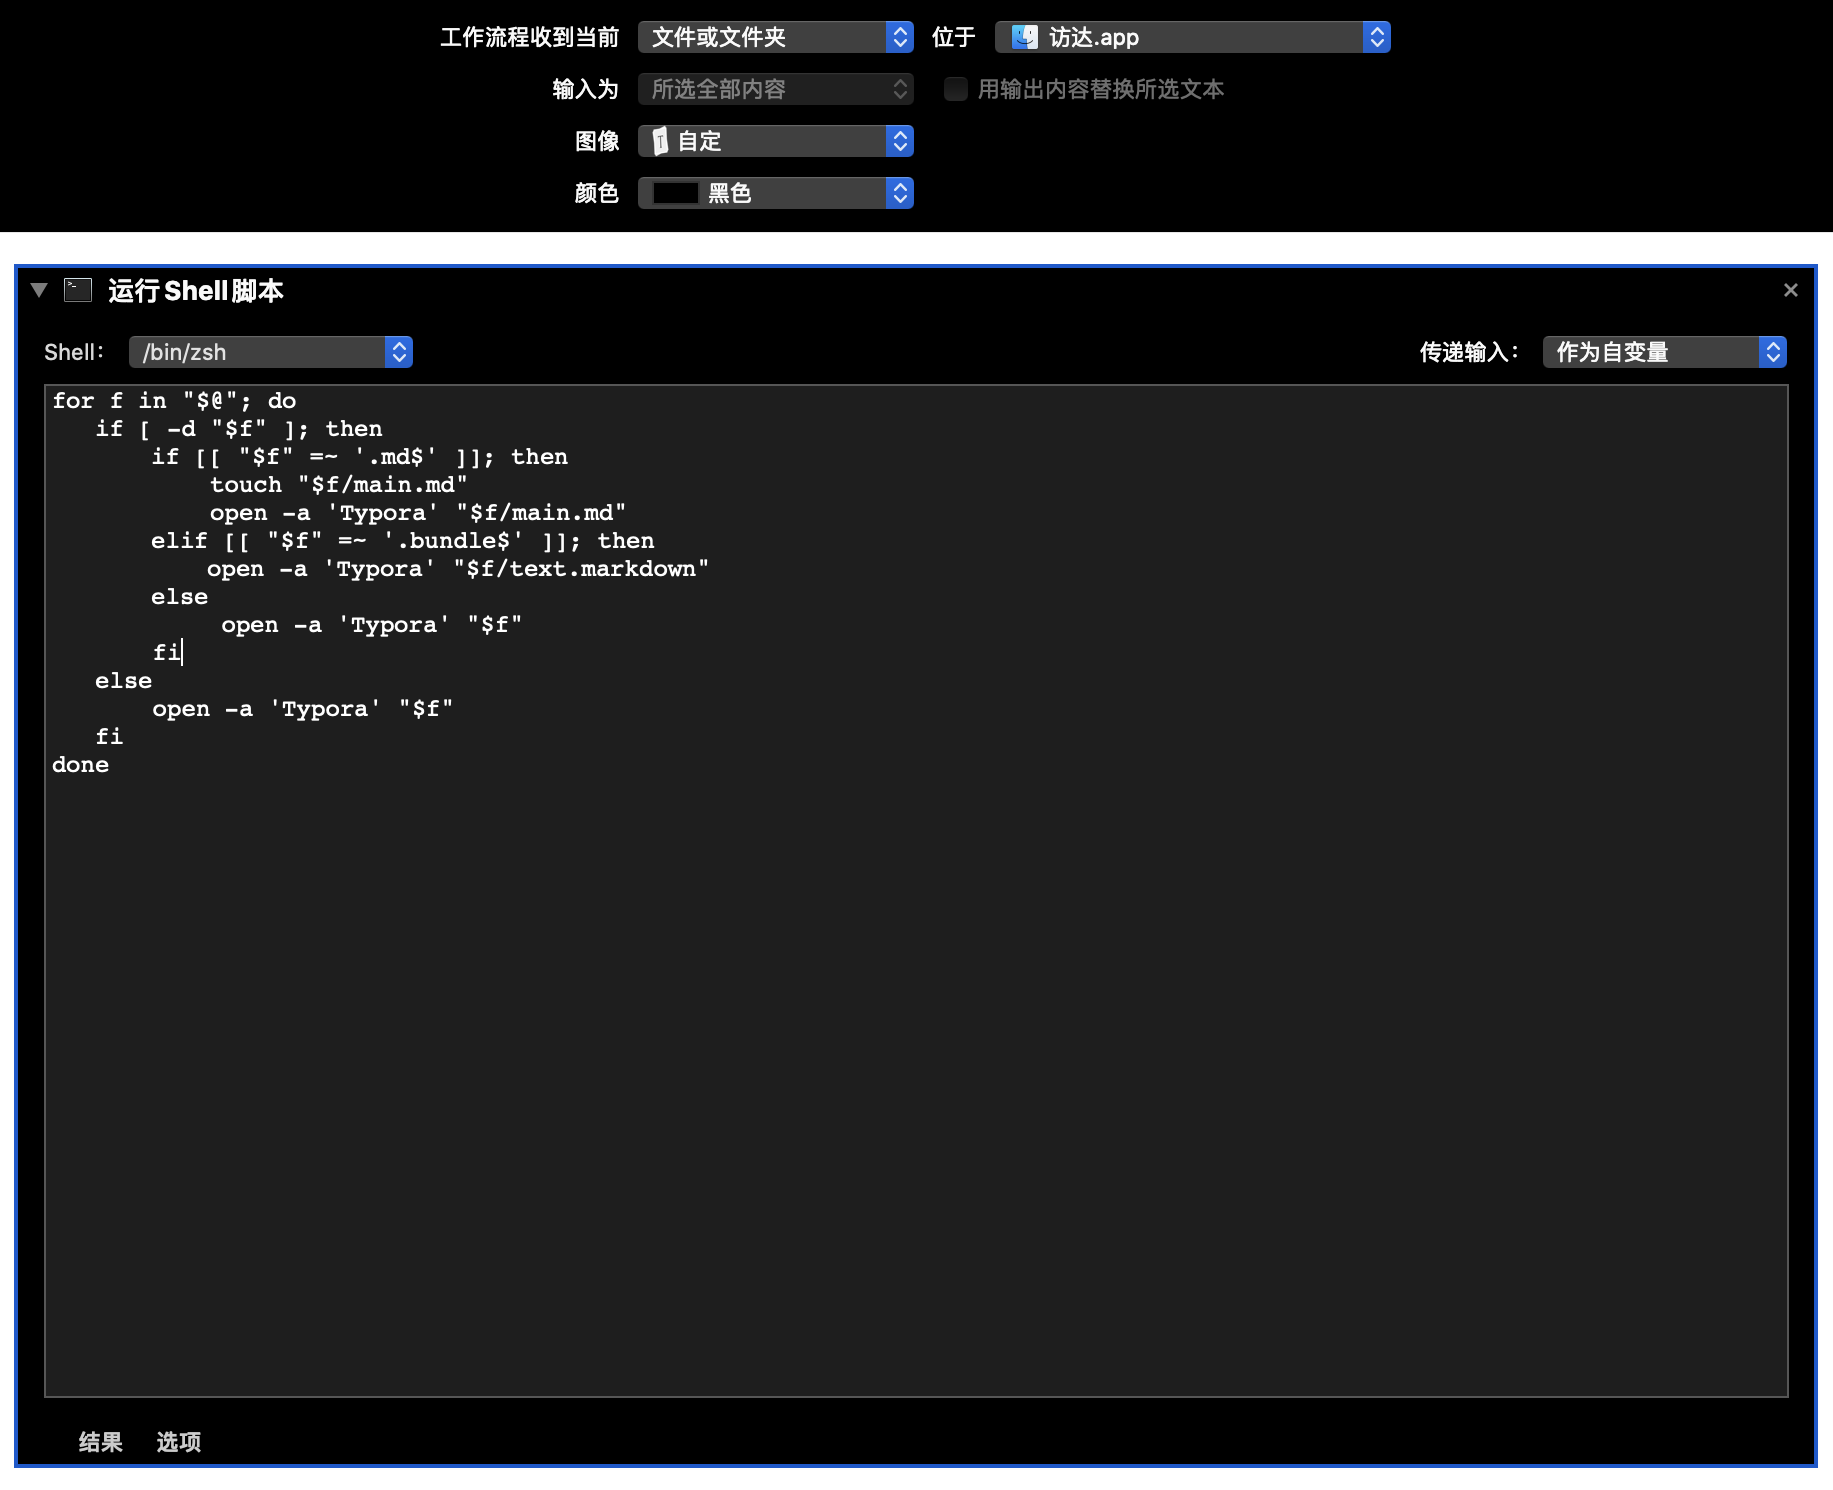 工作流程收到当前 文件或文件夹 位于 访达.app
输入为 所选全部内容 用输出内容替换所选文本
图像 自定
颜色 黑色
运行Shell脚本
Shell: /bin/zsh 传递输入: 作为自变量
for f in "$@"; do
   if [ -d "$f" ]; then
       if [[ "$f" =~ '.md$' ]]; then
           touch "$f/main.md"
           open -a 'Typora' "$f/main.md"
       elif [[ "$f" =~ '.bundle$' ]]; then
           open -a 'Typora' "$f/text.markdown"
       else
            open -a 'Typora' "$f"
       fi
   else
       open -a 'Typora' "$f"
   fi
done
结果 选项